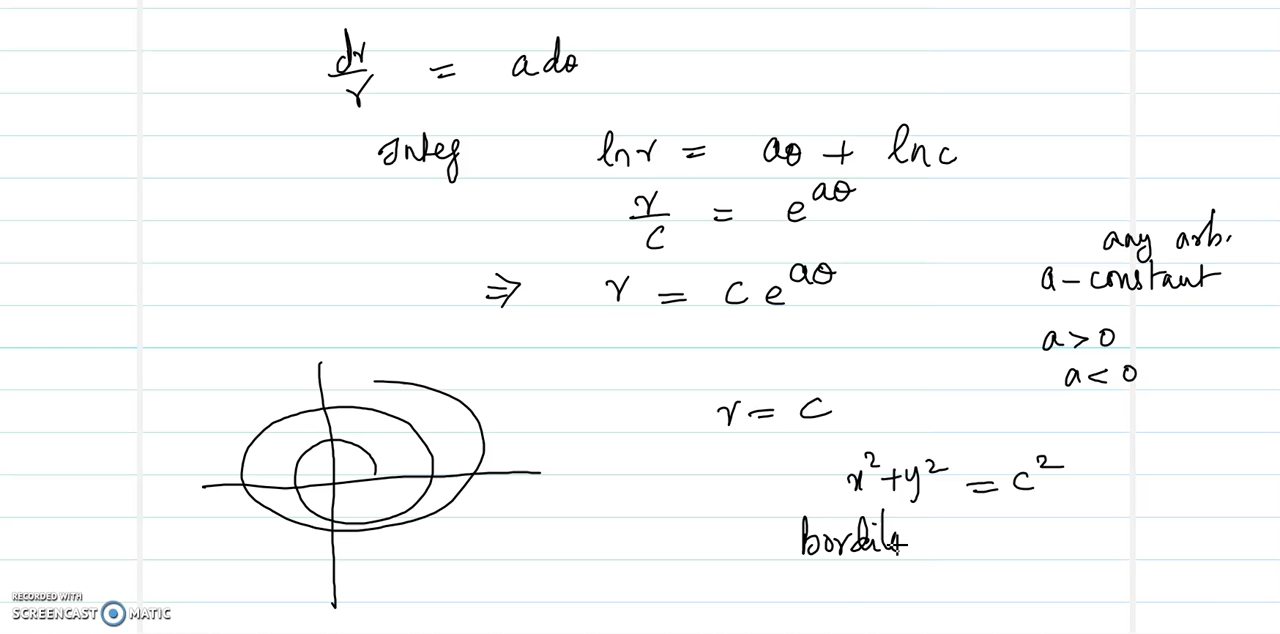 dr/r = a dθ
Integ ln r = aθ + ln c
r/c = e^{aθ}
⇒ r = c e^{aθ}
any arb.
a – constant
a > 0
a < 0
r = c
x² + y² = c²
RECORDED WITH
SCREENCAST MATIC